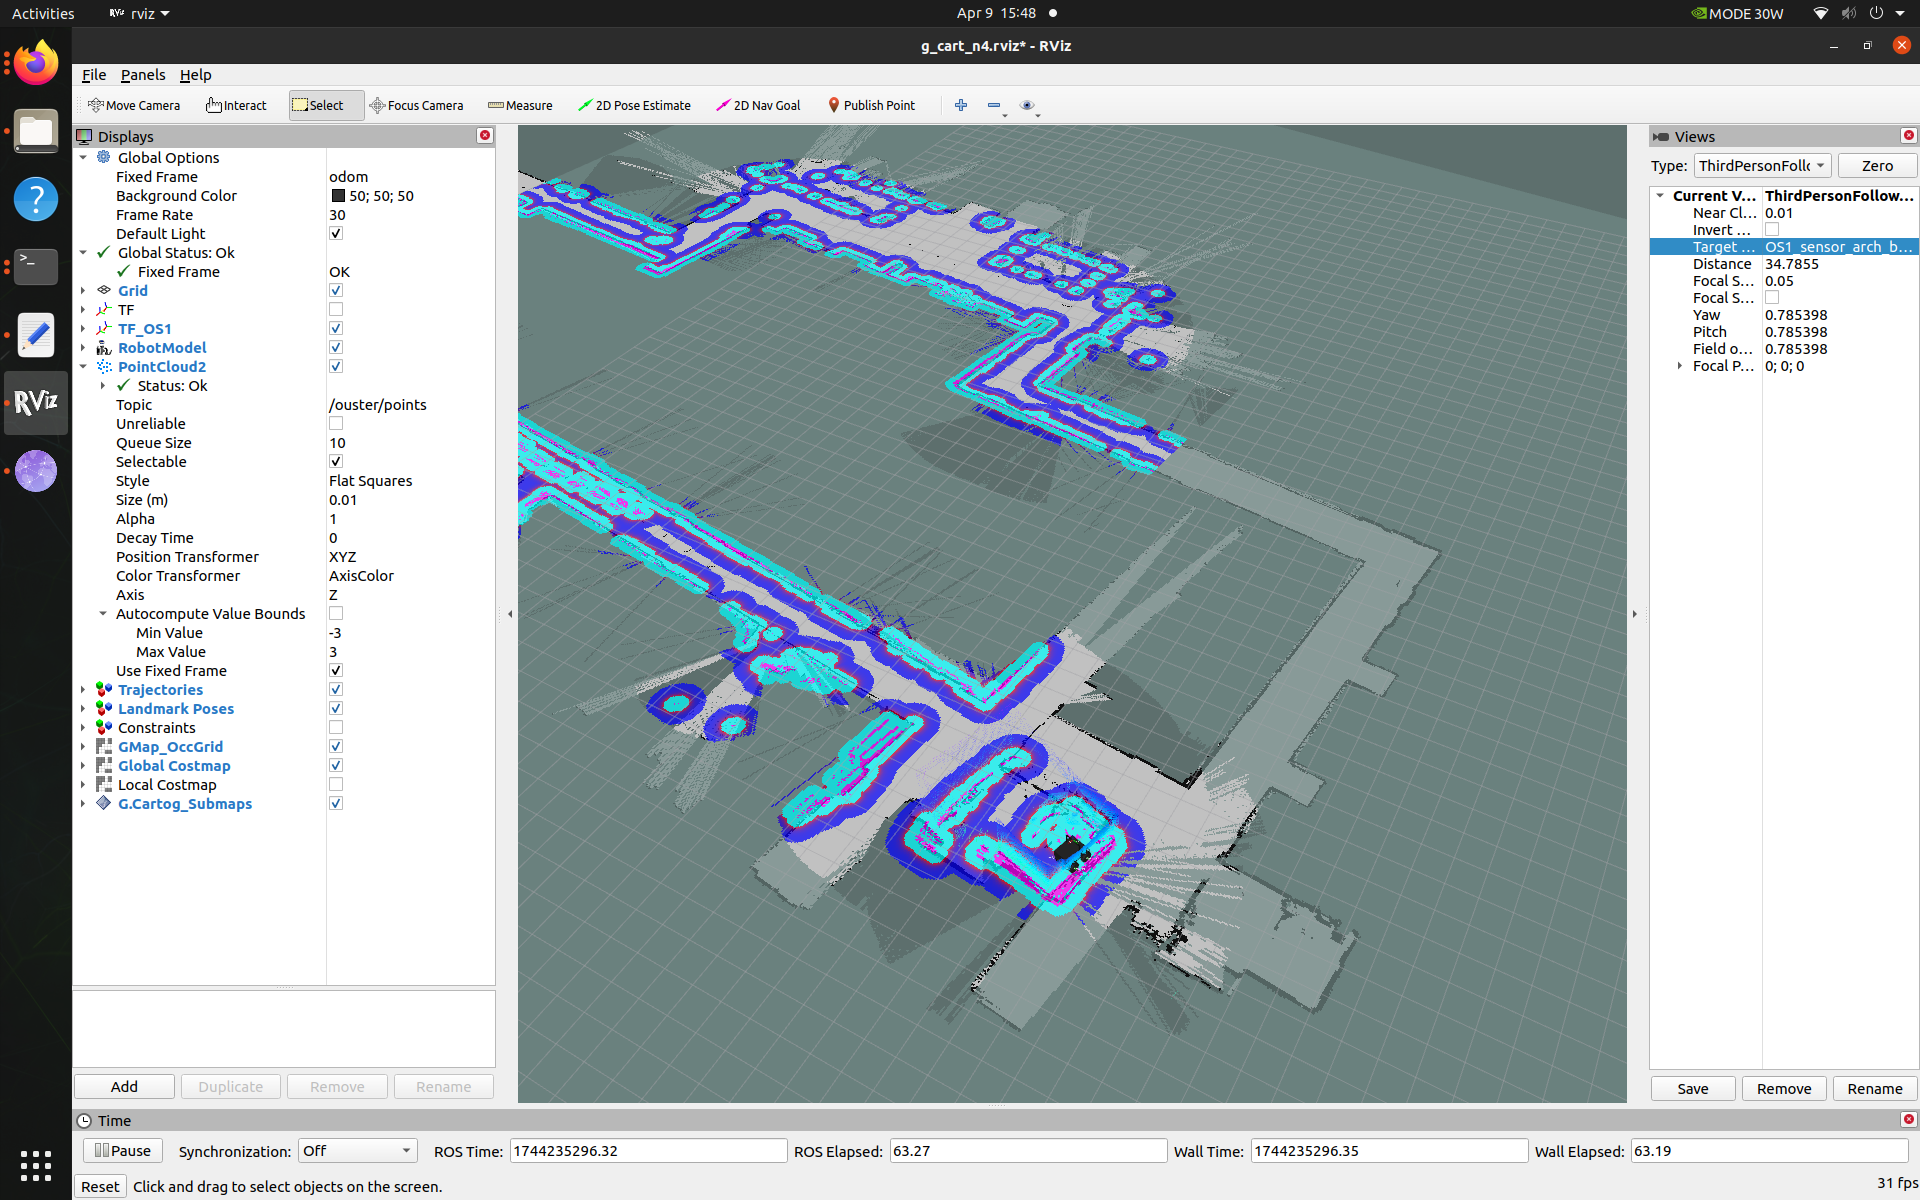 Activities
RViz rviz
Apr 9 15:48
MODE 30W
g_cart_n4.rviz* - RViz
File Panels Help
Move Camera Interact Select Focus Camera Measure 2D Pose Estimate 2D Nav Goal Publish Point
Displays
Global Options
Fixed Frame odom
Background Color 50; 50; 50
Frame Rate 30
Default Light
Global Status: Ok
Fixed Frame OK
Grid
TF
TF_OS1
RobotModel
PointCloud2
Status: Ok
Topic /ouster/points
Unreliable
Queue Size 10
Selectable
Style Flat Squares
Size (m) 0.01
Alpha 1
Decay Time 0
Position Transformer XYZ
Color Transformer AxisColor
Axis Z
Autocompute Value Bounds
Min Value -3
Max Value 3
Use Fixed Frame
Trajectories
Landmark Poses
Constraints
GMap_OccGrid
Global Costmap
Local Costmap
G.Cartog_Submaps
Add Duplicate Remove Rename
Views
Type: ThirdPersonFoll Zero
Current V... ThirdPersonFollow...
Near Cl... 0.01
Invert ...
Target ... OS1_sensor_arch_b...
Distance 34.7855
Focal S... 0.05
Focal S...
Yaw 0.785398
Pitch 0.785398
Field o... 0.785398
Focal P... 0; 0; 0
Save Remove Rename
RViz
Time
Pause Synchronization: Off ROS Time: 1744235296.32 ROS Elapsed: 63.27 Wall Time: 1744235296.35 Wall Elapsed: 63.19
Reset Click and drag to select objects on the screen. 31 fps